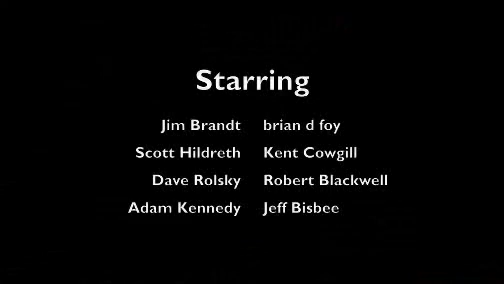 Starring
Jim Brandt brian d foy
Scott Hildreth Kent Cowgill
Dave Rolsky Robert Blackwell
Adam Kennedy Jeff Bisbee